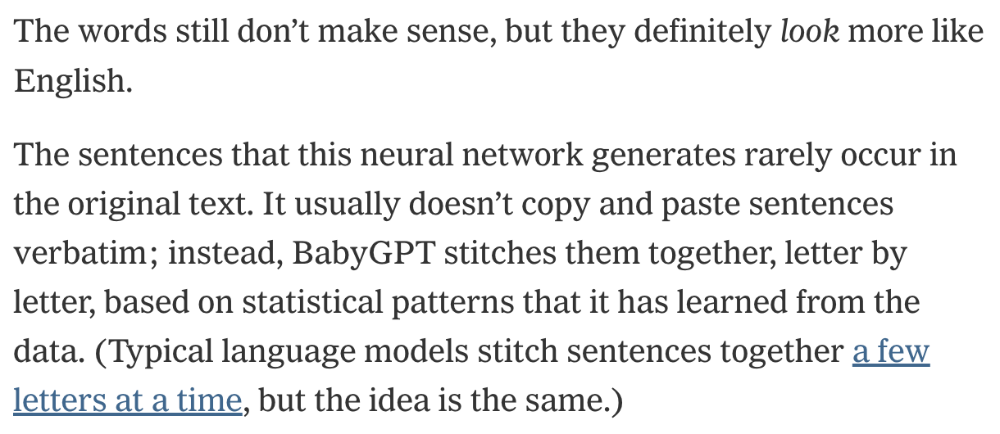 The words still don’t make sense, but they definitely look more like
English.
The sentences that this neural network generates rarely occur in
the original text. It usually doesn’t copy and paste sentences
verbatim; instead, BabyGPT stitches them together, letter by
letter, based on statistical patterns that it has learned from the
data. (Typical language models stitch sentences together a few
letters at a time, but the idea is the same.)